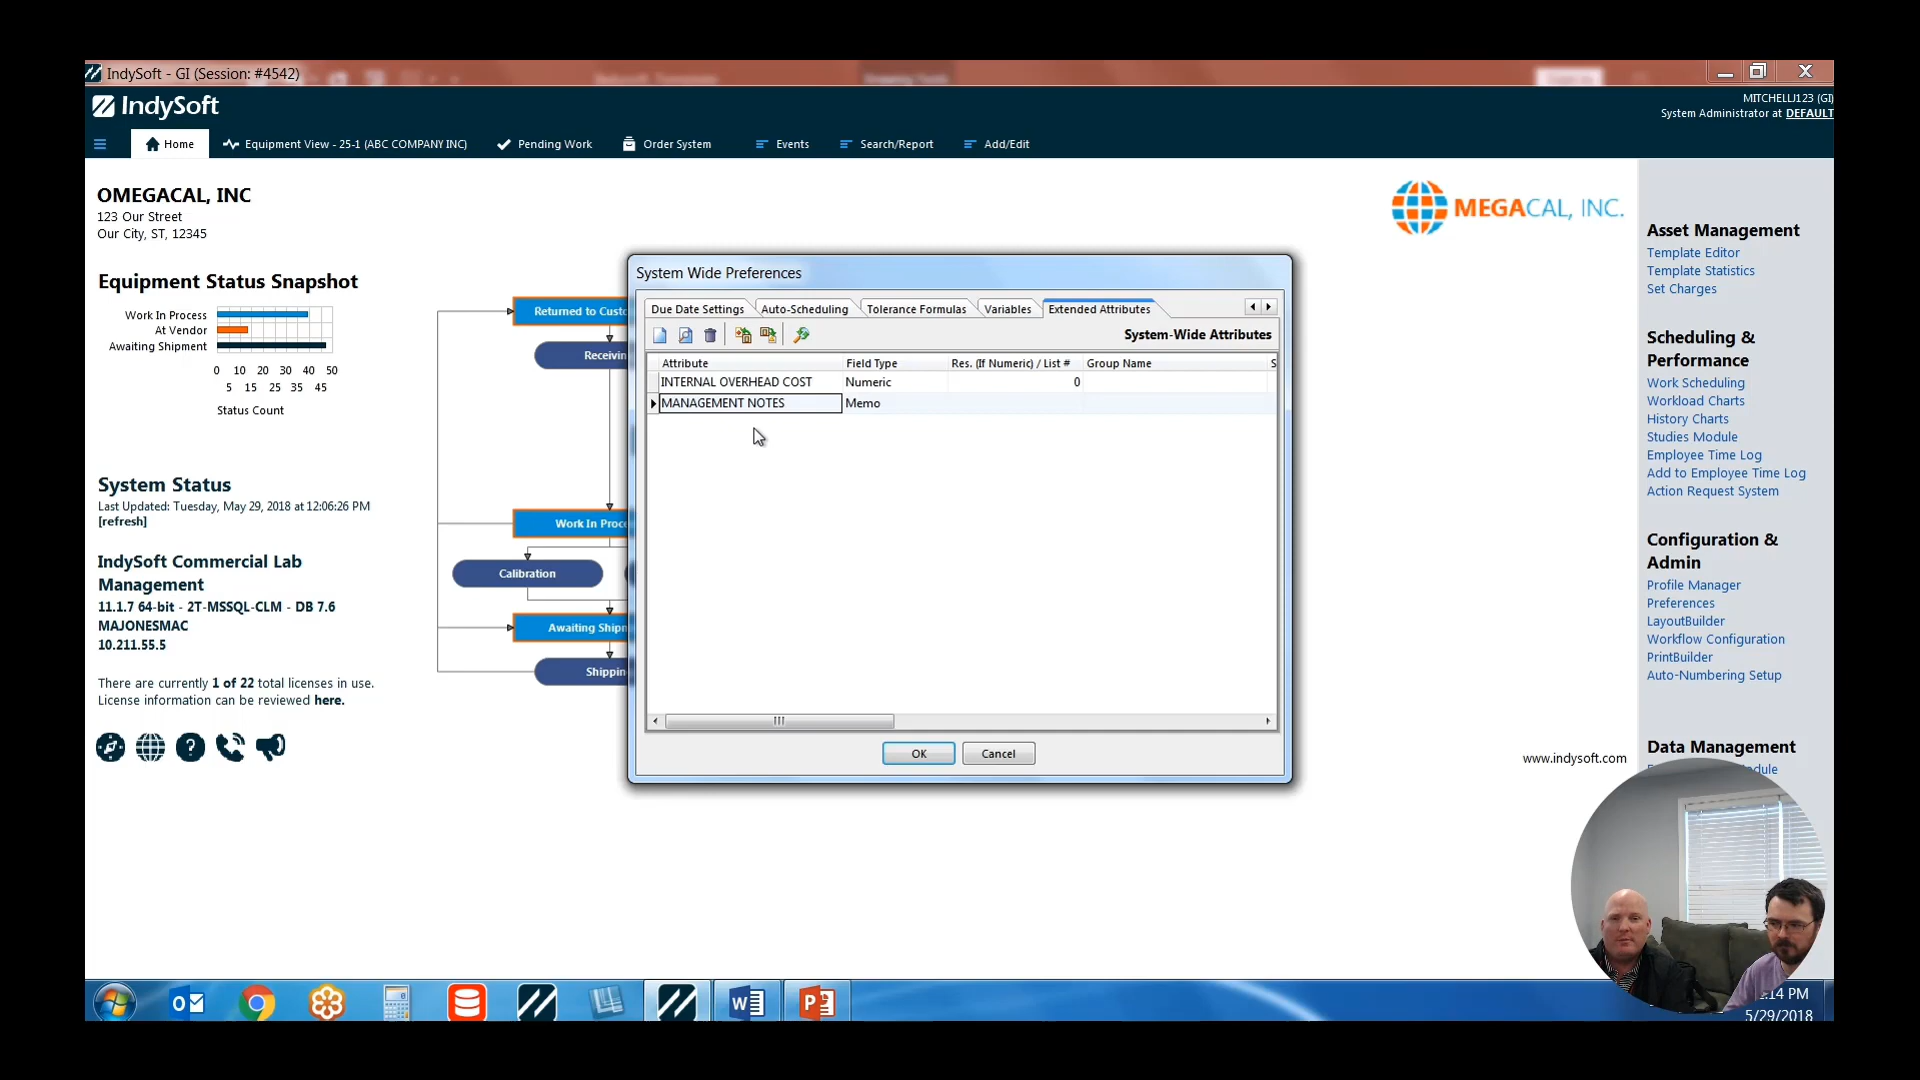 IndySoft - GI (Session: #4542)
IndySoft
MITCHELLJ123 (GI)
System Administrator at DEFAULT
Home
Equipment View - 25-1 (ABC COMPANY INC)
Pending Work
Order System
Events
Search/Report
Add/Edit
OMEGACAL, INC
123 Our Street
Our City, ST, 12345
MEGACAL, INC.
Equipment Status Snapshot
Work In Process
At Vendor
Awaiting Shipment
0 10 20 30 40 50
5 15 25 35 45
Status Count
System Status
Last Updated: Tuesday, May 29, 2018 at 12:06:26 PM
[refresh]
IndySoft Commercial Lab
Management
11.1.7 64-bit - 2T-MSSQL-CLM - DB 7.6
MAJONESMAC
10.211.55.5
There are currently 1 of 22 total licenses in use.
License information can be reviewed here.
Returned to Custo
Receivin
Work In Proce
Calibration
Awaiting Shipn
Shippin
System Wide Preferences
Due Date Settings
Auto-Scheduling
Tolerance Formulas
Variables
Extended Attributes
System-Wide Attributes
Attribute Field Type Res. (If Numeric) / List # Group Name S
INTERNAL OVERHEAD COST Numeric 0
MANAGEMENT NOTES Memo
OK
Cancel
Asset Management
Template Editor
Template Statistics
Set Charges
Scheduling &
Performance
Work Scheduling
Workload Charts
History Charts
Studies Module
Employee Time Log
Add to Employee Time Log
Action Request System
Configuration &
Admin
Profile Manager
Preferences
LayoutBuilder
Workflow Configuration
PrintBuilder
Auto-Numbering Setup
Data Management
dule
www.indysoft.com
:14 PM
5/29/2018